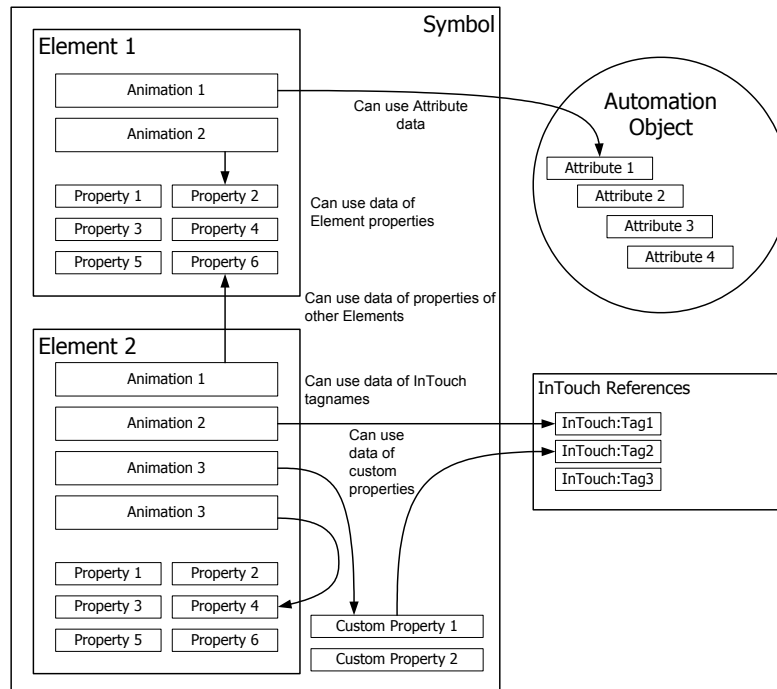 Symbol
Element 1
Animation 1
Animation 2
Property 1
Property 2
Property 3
Property 4
Property 5
Property 6
Can use Attribute
data
Can use data of
Element properties
Can use data of properties of
other Elements
Automation
Object
Attribute 1
Attribute 2
Attribute 3
Attribute 4
Element 2
Animation 1
Animation 2
Animation 3
Animation 3
Property 1
Property 2
Property 3
Property 4
Property 5
Property 6
Can use data of InTouch
tagnames
Can use
data of
custom
properties
Custom Property 1
Custom Property 2
InTouch References
InTouch:Tag1
InTouch:Tag2
InTouch:Tag3